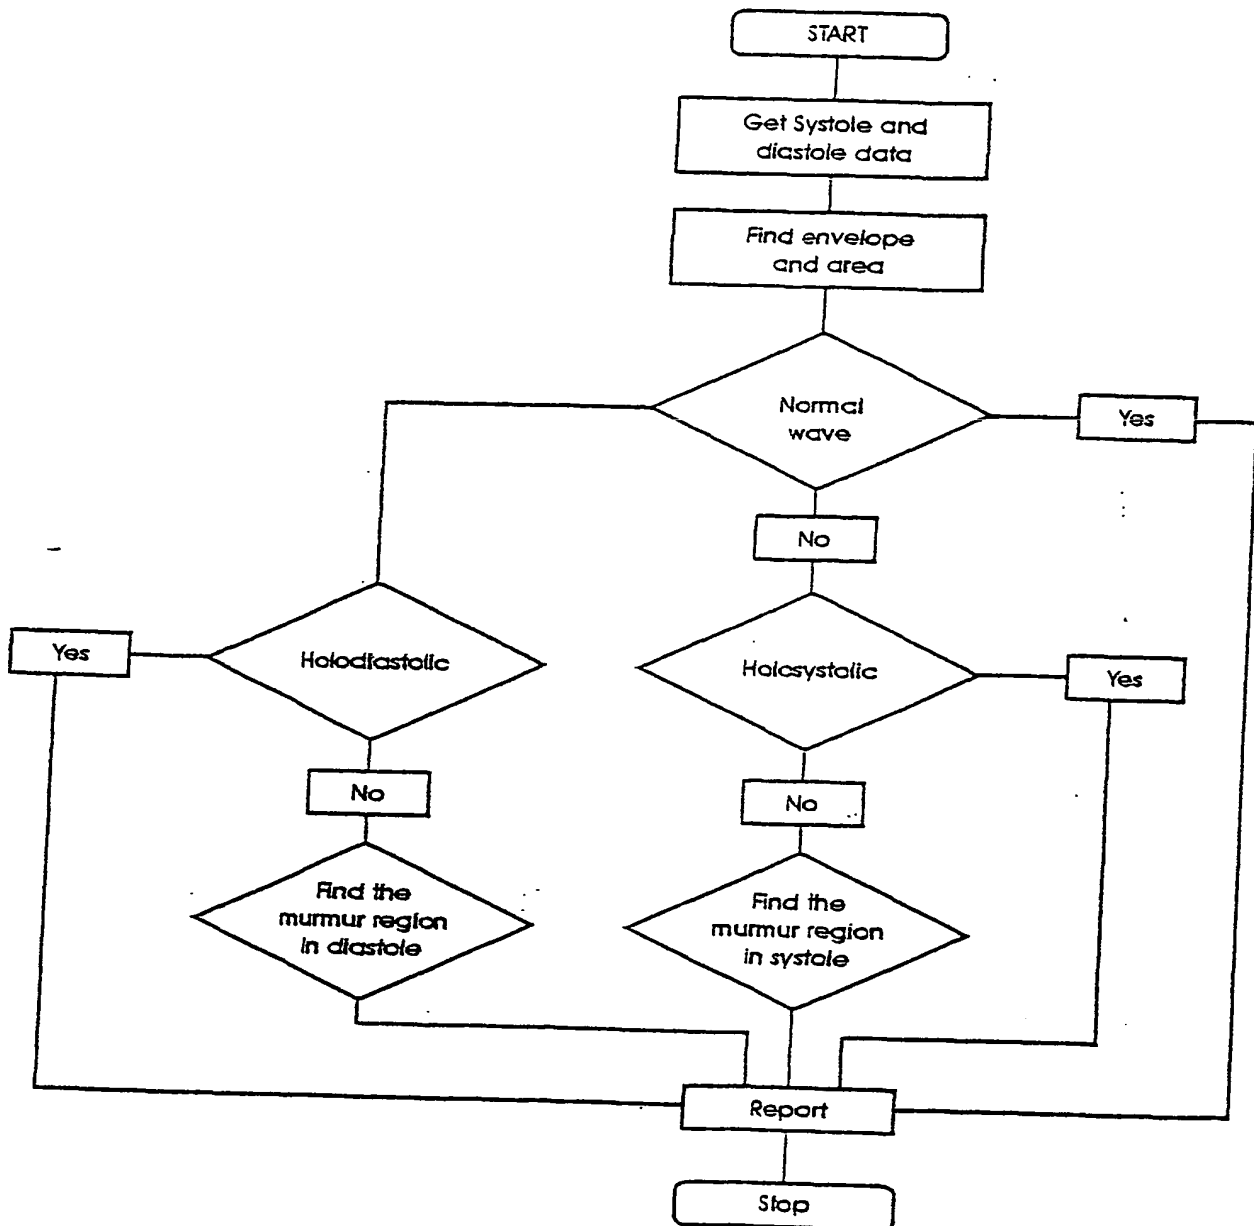 START
Get Systole and
diastole data
Find envelope
and area
Normal
wave
Yes
No
Yes
Holodiastolic
Halosystolic
Yes
No
No
Find the
murmur region
in diastole
Find the
murmur region
in systole
Report
Stop